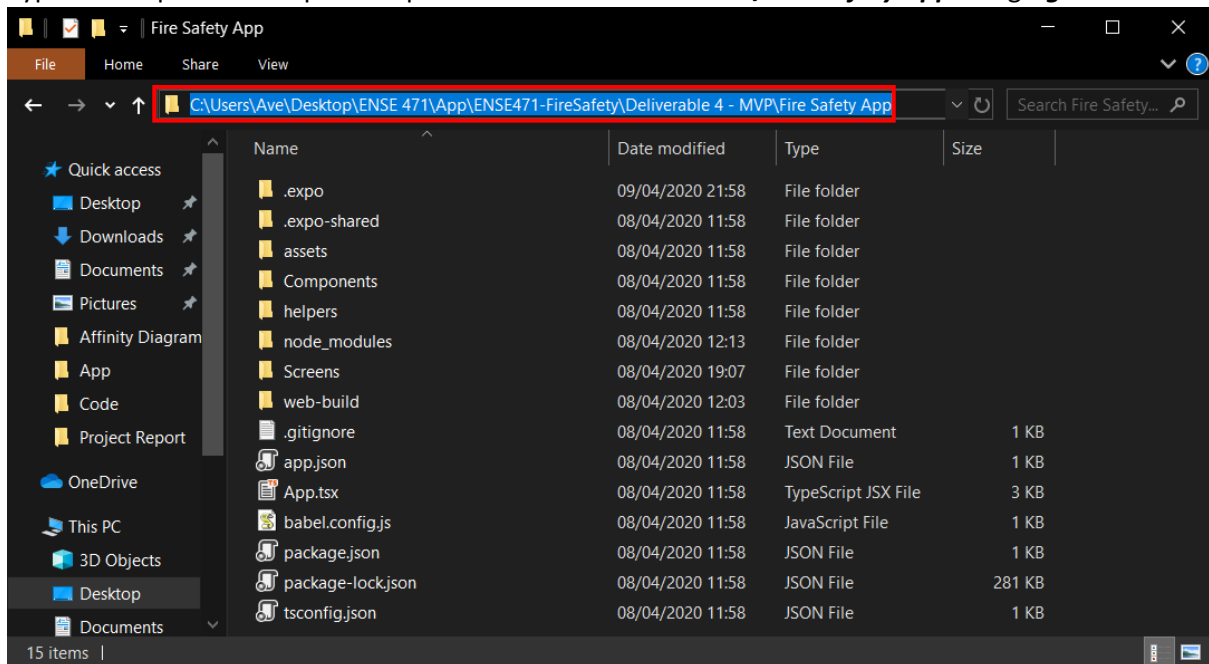 Fire Safety App
File Home Share View
C:\Users\Ave\Desktop\ENSE 471\App\ENSE471-FireSafety\Deliverable 4 - MVP\Fire Safety App Search Fire Safety...
Name Date modified Type Size
Quick access
Desktop
Downloads
Documents
Pictures
Affinity Diagram
App
Code
Project Report
OneDrive
This PC
3D Objects
Desktop
Documents
.expo 09/04/2020 21:58 File folder
.expo-shared 08/04/2020 11:58 File folder
assets 08/04/2020 11:58 File folder
Components 08/04/2020 11:58 File folder
helpers 08/04/2020 11:58 File folder
node_modules 08/04/2020 12:13 File folder
Screens 08/04/2020 19:07 File folder
web-build 08/04/2020 12:03 File folder
.gitignore 08/04/2020 11:58 Text Document 1 KB
app.json 08/04/2020 11:58 JSON File 1 KB
App.tsx 08/04/2020 11:58 TypeScript JSX File 3 KB
babel.config.js 08/04/2020 11:58 JavaScript File 1 KB
package.json 08/04/2020 11:58 JSON File 1 KB
package-lock.json 08/04/2020 11:58 JSON File 281 KB
tsconfig.json 08/04/2020 11:58 JSON File 1 KB
15 items